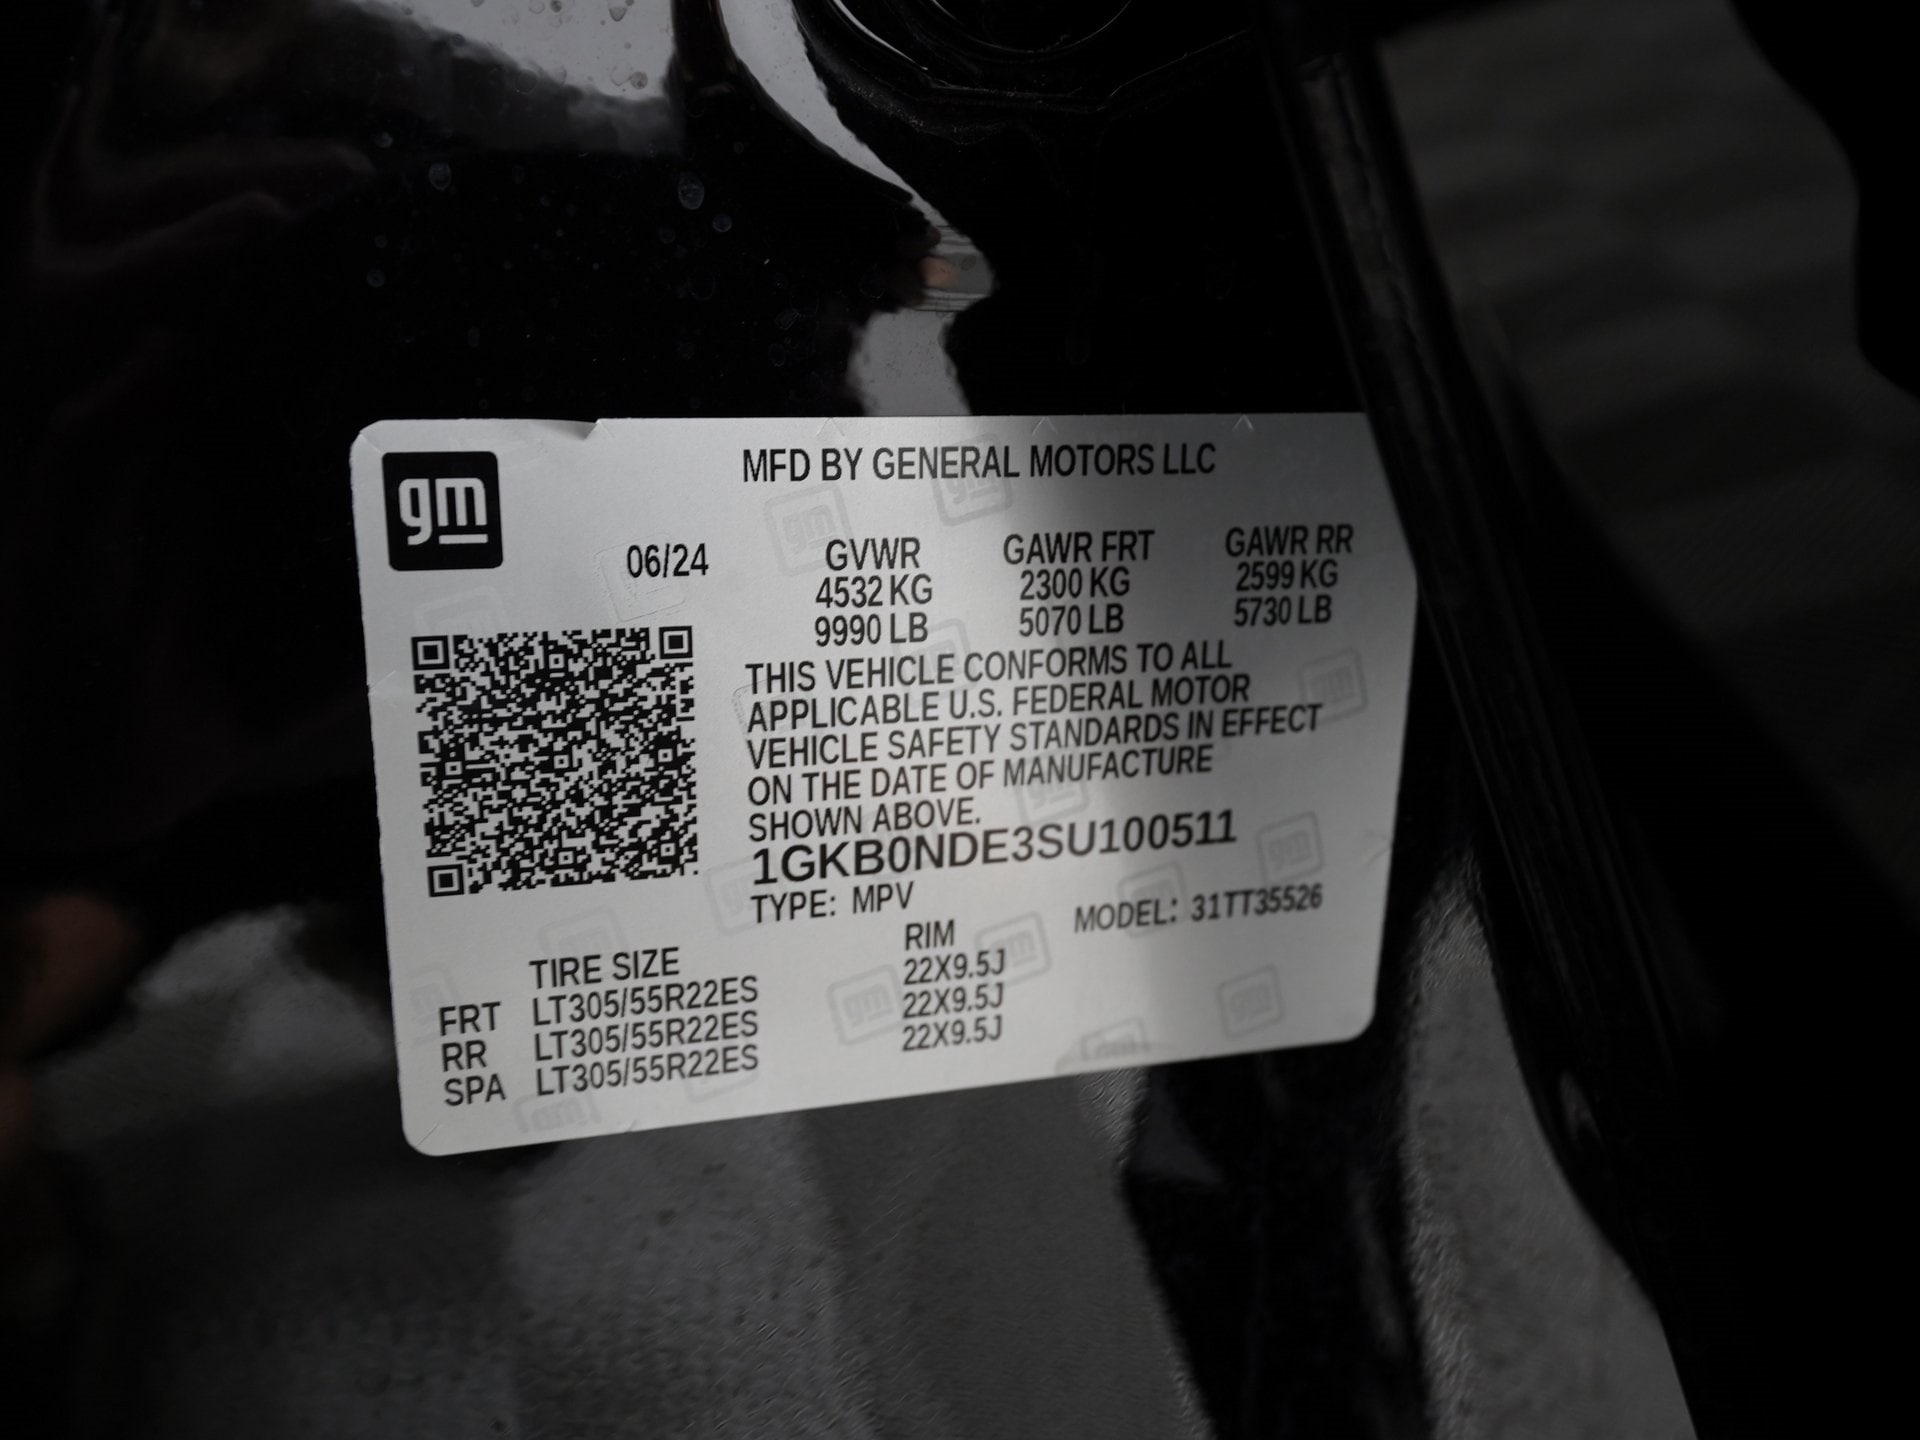 gm
MFD BY GENERAL MOTORS LLC
06/24 GVWR GAWR FRT GAWR RR
4532 KG 2300 KG 2599 KG
9990 LB 5070 LB 5730 LB
THIS VEHICLE CONFORMS TO ALL
APPLICABLE U.S. FEDERAL MOTOR
VEHICLE SAFETY STANDARDS IN EFFECT
ON THE DATE OF MANUFACTURE
SHOWN ABOVE.
1GKB0NDE3SU100511
TYPE: MPV MODEL: 31TT35526
TIRE SIZE RIM
FRT LT305/55R22ES 22X9.5J
RR LT305/55R22ES 22X9.5J
SPA LT305/55R22ES 22X9.5J